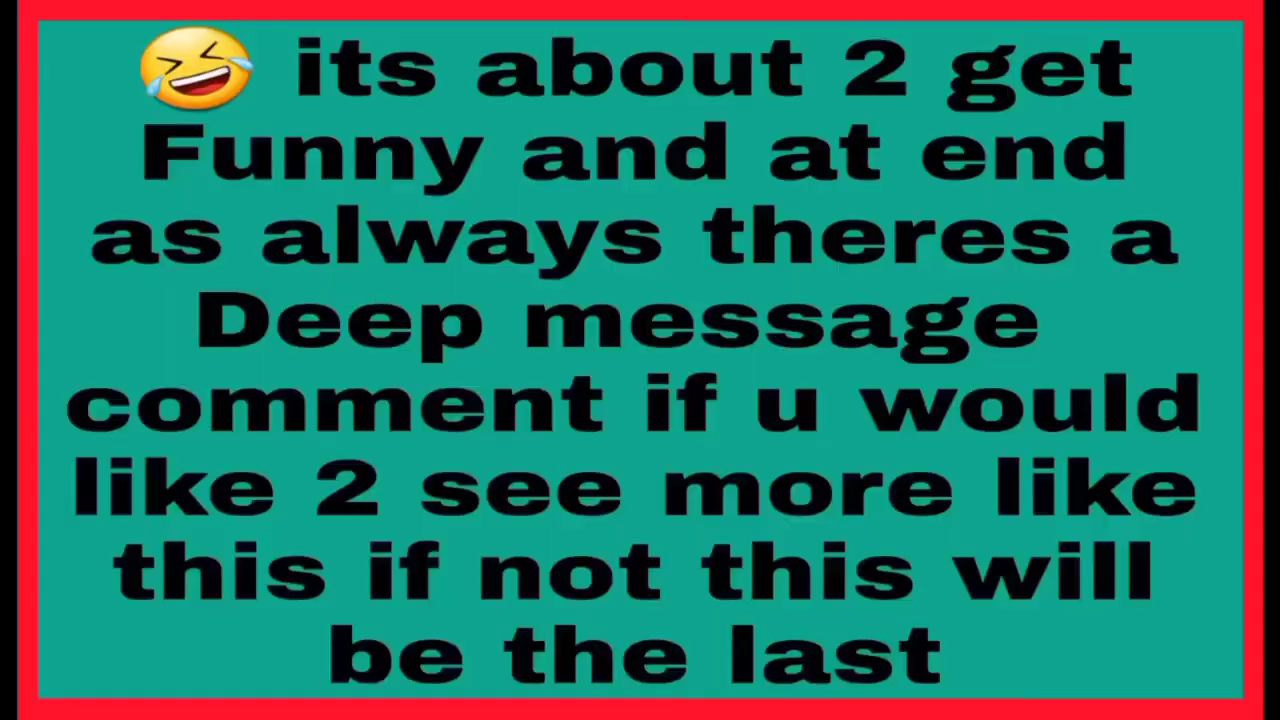 🤣 its about 2 get
Funny and at end
as always theres a
Deep message
comment if u would
like 2 see more like
this if not this will
be the last